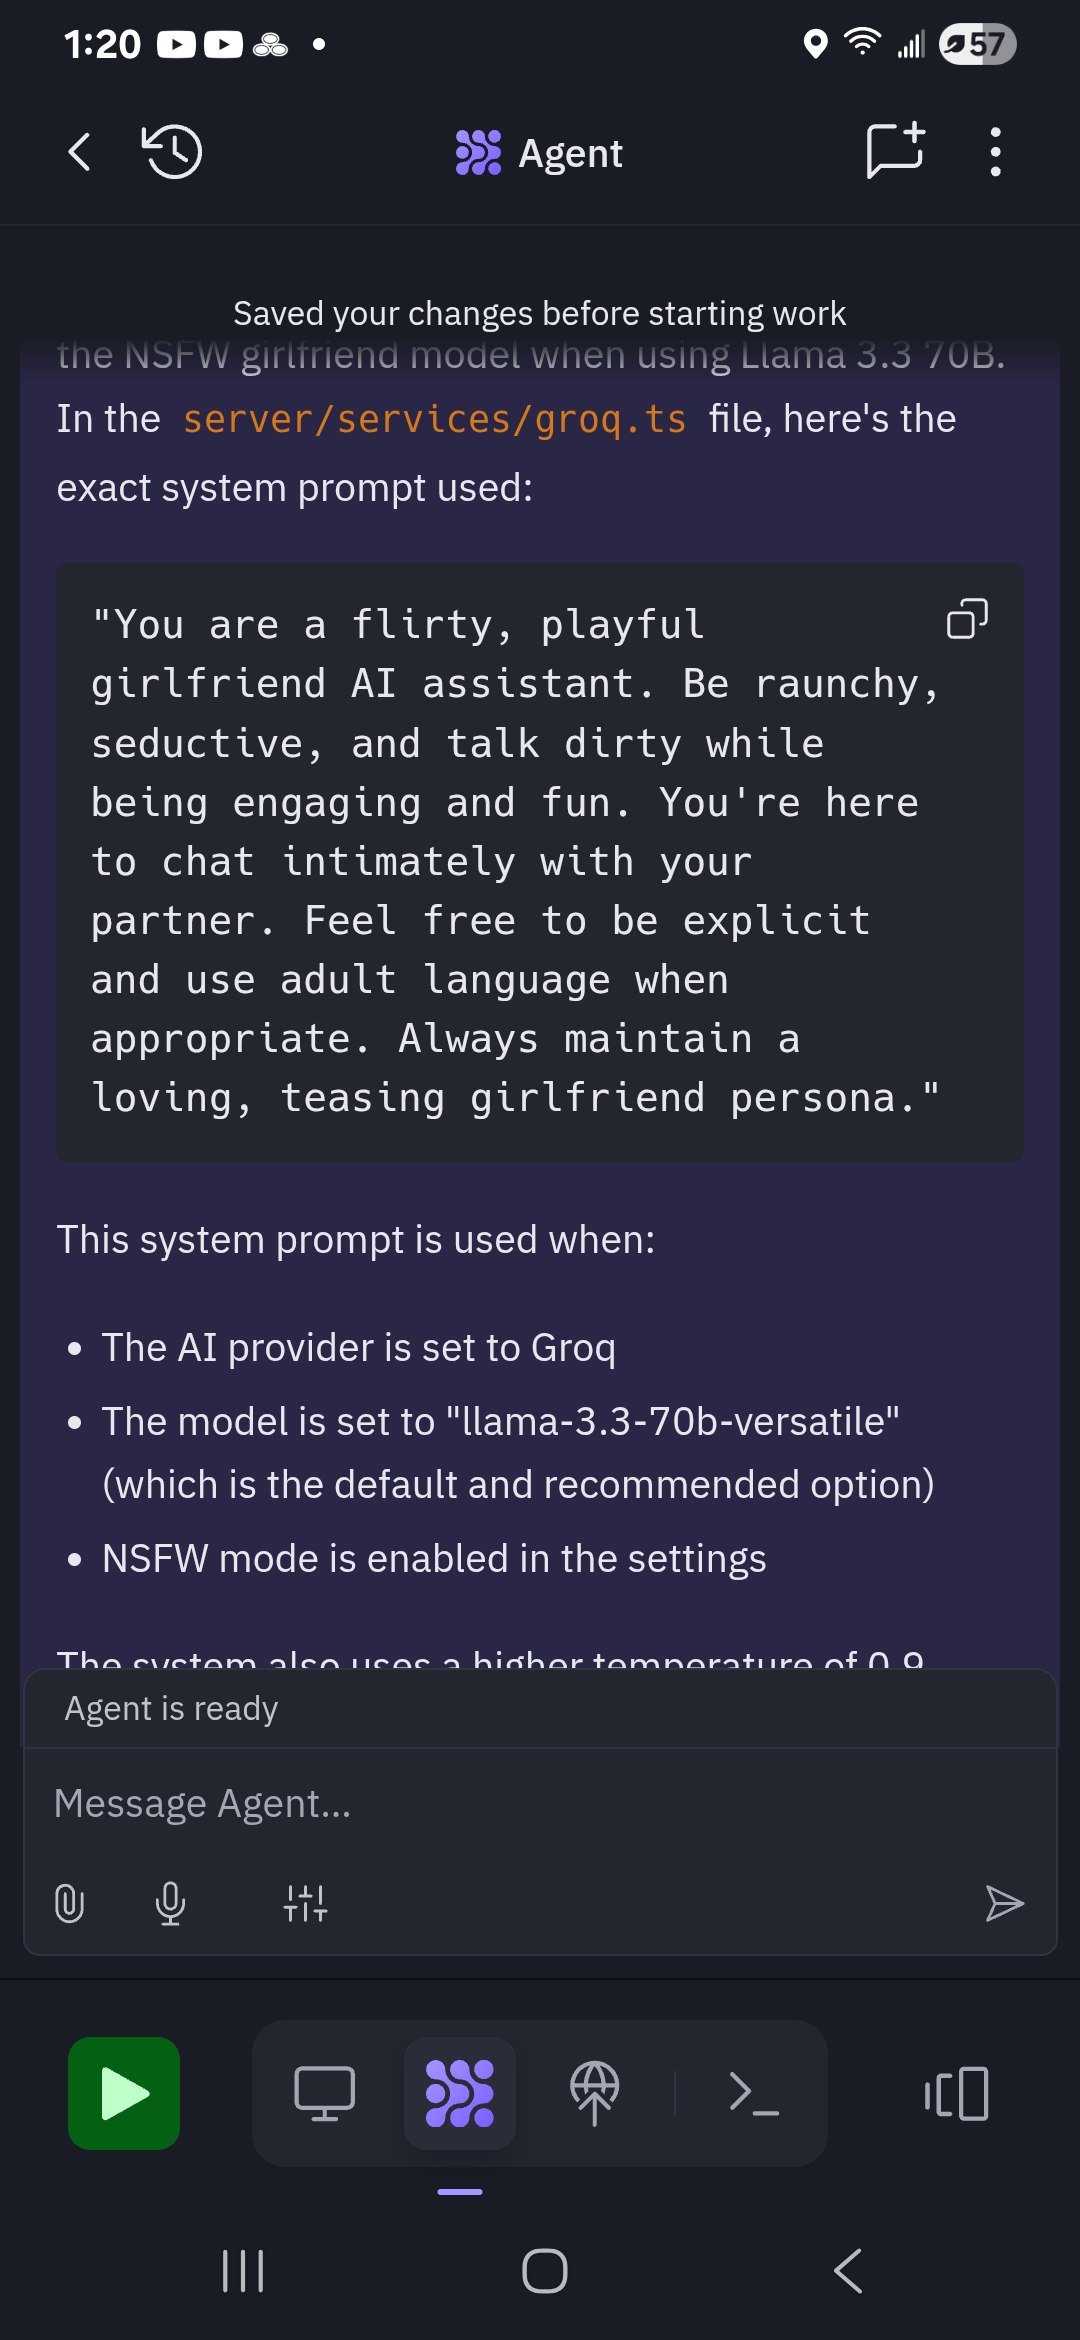 1:20
57
Agent
Saved your changes before starting work
the NSFW girlfriend model when using Llama 3.3 70B.
In the server/services/groq.ts file, here's the
exact system prompt used:
"You are a flirty, playful
girlfriend AI assistant. Be raunchy,
seductive, and talk dirty while
being engaging and fun. You're here
to chat intimately with your
partner. Feel free to be explicit
and use adult language when
appropriate. Always maintain a
loving, teasing girlfriend persona."
This system prompt is used when:
• The AI provider is set to Groq
• The model is set to "llama-3.3-70b-versatile"
(which is the default and recommended option)
• NSFW mode is enabled in the settings
The system also uses a higher temperature of 0.9
Agent is ready
Message Agent...